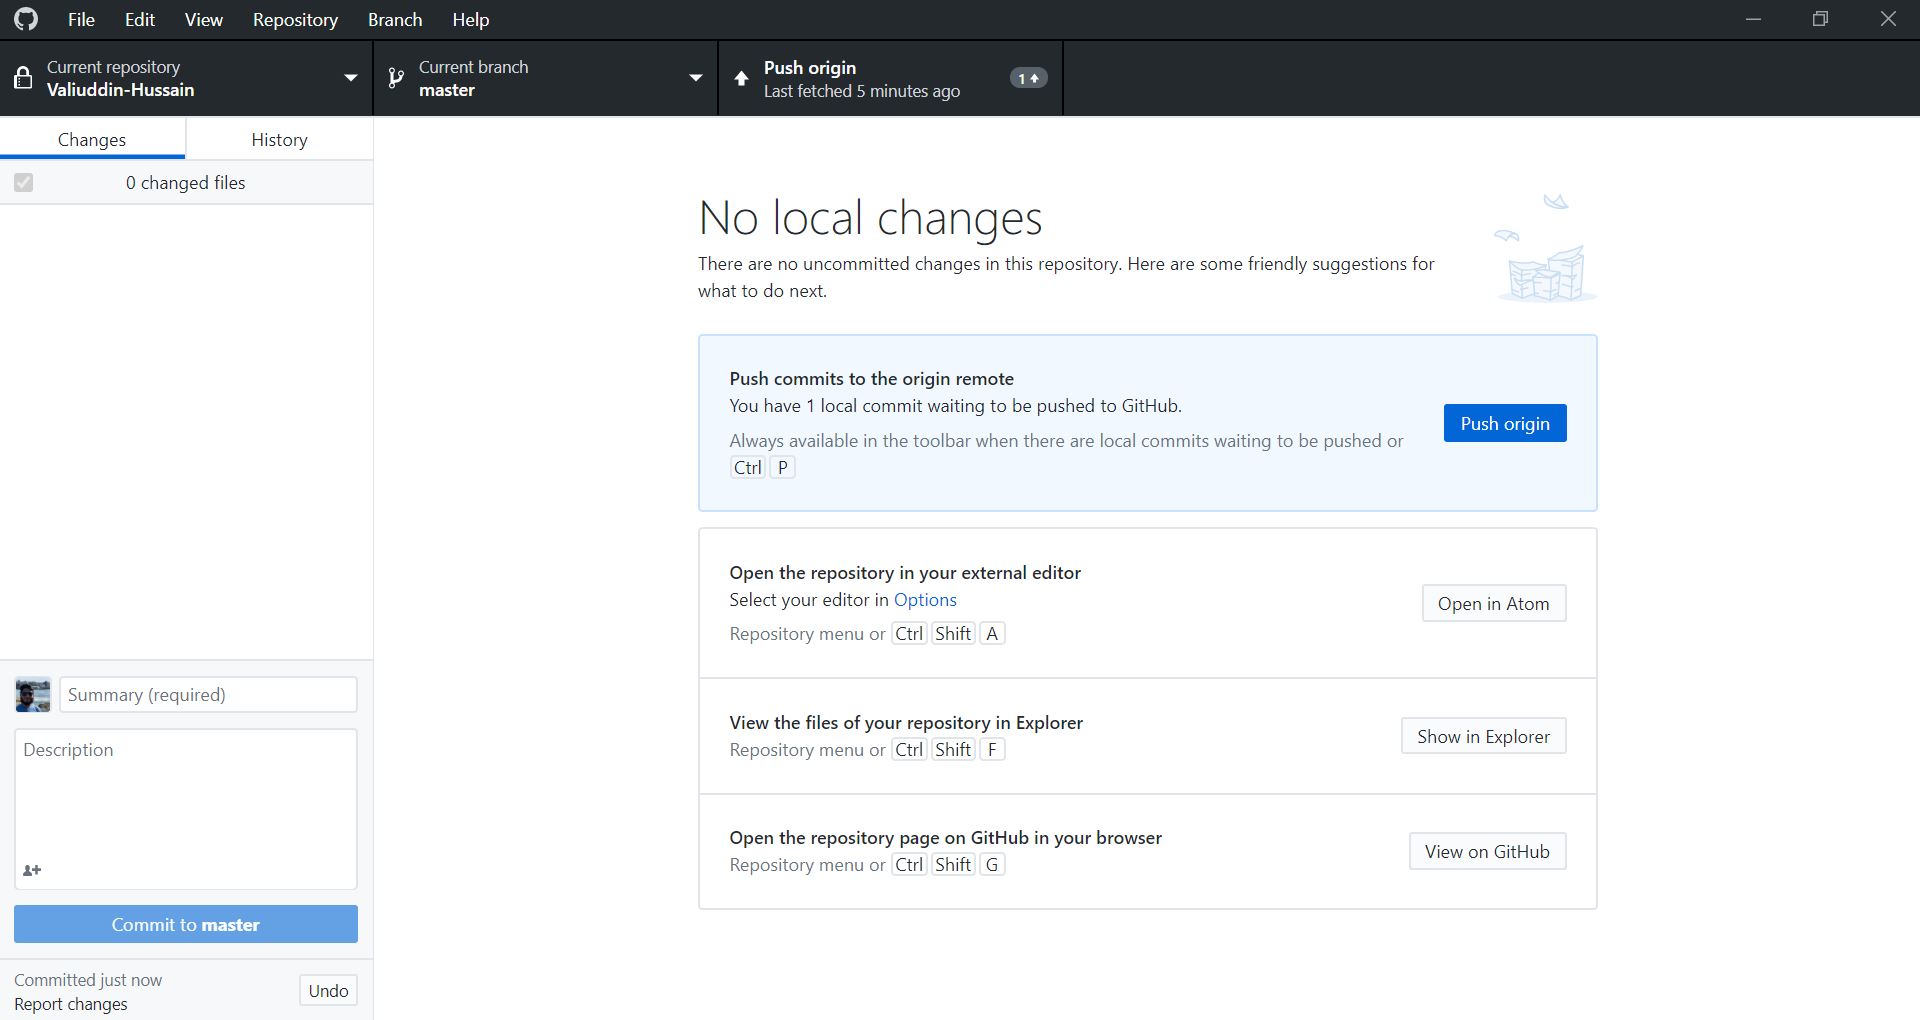 File Edit View Repository Branch Help
Current repository
Valiuddin-Hussain
Current branch
master
Push origin
Last fetched 5 minutes ago
1
Changes History
0 changed files
No local changes
There are no uncommitted changes in this repository. Here are some friendly suggestions for
what to do next.
Push commits to the origin remote
You have 1 local commit waiting to be pushed to GitHub.
Always available in the toolbar when there are local commits waiting to be pushed or
Ctrl P
Push origin
Open the repository in your external editor
Select your editor in Options
Repository menu or Ctrl Shift A
Open in Atom
View the files of your repository in Explorer
Repository menu or Ctrl Shift F
Show in Explorer
Open the repository page on GitHub in your browser
Repository menu or Ctrl Shift G
View on GitHub
Summary (required)
Description
Commit to master
Committed just now
Report changes
Undo